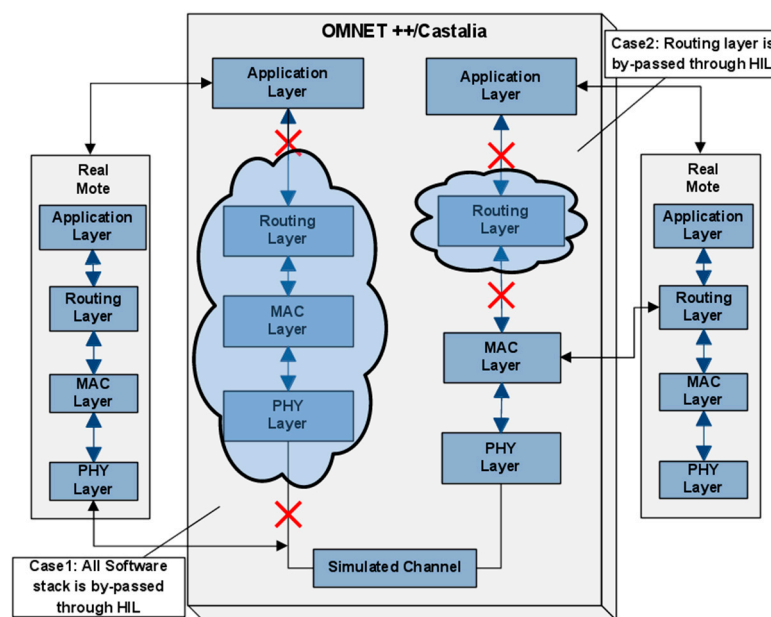 OMNET ++/Castalia
Case2: Routing layer is
by-passed through HIL
Application
Layer
Application
Layer
Real
Mote
Application
Layer
Routing
Layer
MAC
Layer
PHY
Layer
Routing
Layer
MAC
Layer
PHY
Layer
Routing
Layer
MAC
Layer
PHY
Layer
Real
Mote
Application
Layer
Routing
Layer
MAC
Layer
PHY
Layer
Case1: All Software
stack is by-passed
through HIL
Simulated Channel